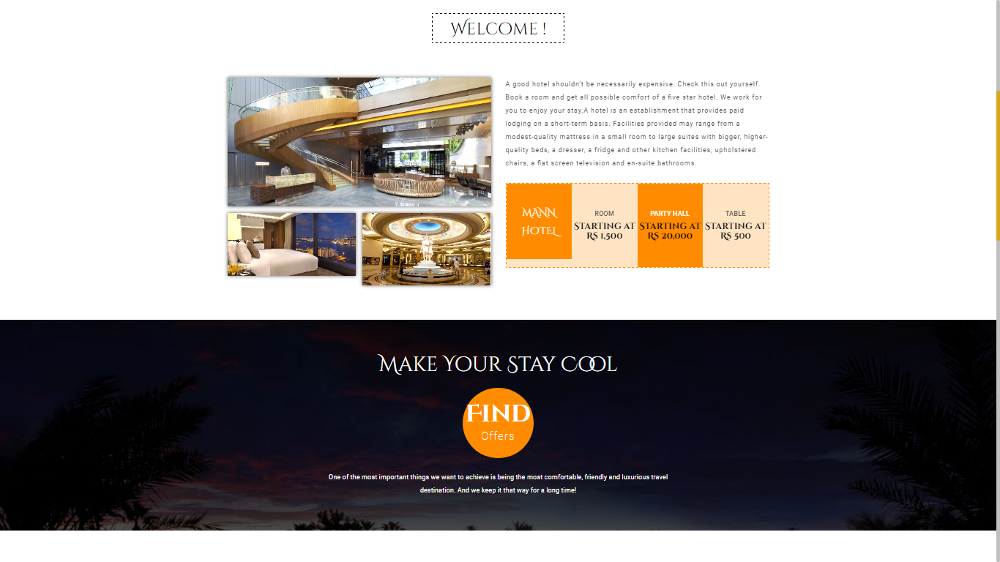 WELCOME !
A good hotel shouldn't be necessarily expensive. Check this out yourself.
Book a room and get all possible comfort of a five star hotel. We work for
you to enjoy your stay.A hotel is an establishment that provides paid
lodging on a short-term basis. Facilities provided may range from a
modest-quality mattress in a small room to large suites with bigger, higher-
quality beds, a dresser, a fridge and other kitchen facilities, upholstered
chairs, a flat screen television and en-suite bathrooms.
MANN
HOTEL
ROOM
STARTING AT
RS 1,500
PARTY HALL
STARTING AT
RS 20,000
TABLE
STARTING AT
RS 500
MAKE YOUR STAY COOL
FIND
Offers
One of the most important things we want to achieve is being the most comfortable, friendly and luxurious travel
destination. And we keep it that way for a long time!